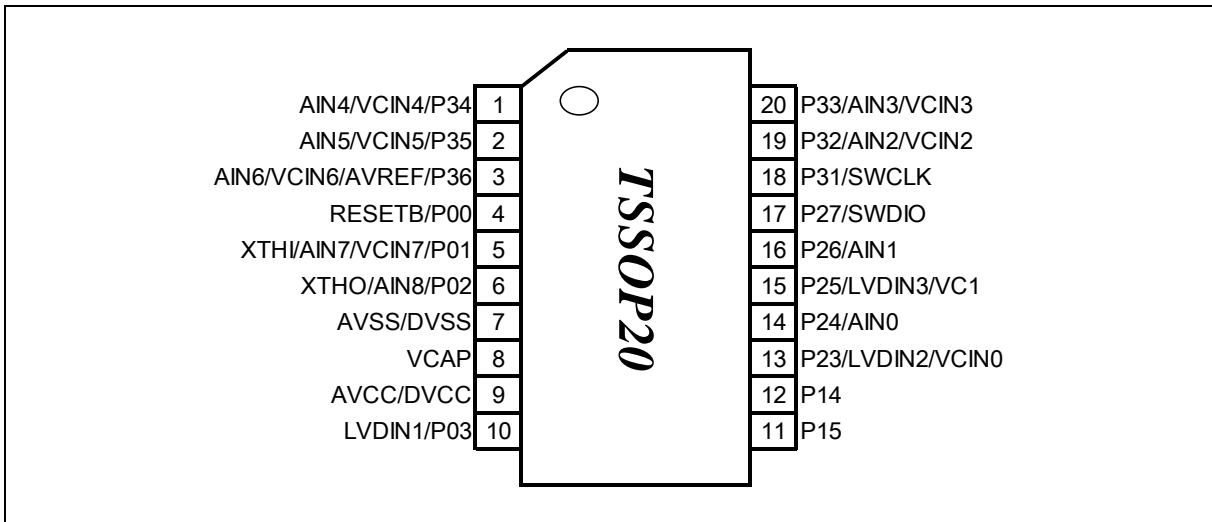 AIN4/VCIN4/P34 1
AIN5/VCIN5/P35 2
AIN6/VCIN6/AVREF/P36 3
RESETB/P00 4
XTHI/AIN7/VCIN7/P01 5
XTHO/AIN8/P02 6
AVSS/DVSS 7
VCAP 8
AVCC/DVCC 9
LVDIN1/P03 10
TSSOP20
20 P33/AIN3/VCIN3
19 P32/AIN2/VCIN2
18 P31/SWCLK
17 P27/SWDIO
16 P26/AIN1
15 P25/LVDIN3/VC1
14 P24/AIN0
13 P23/LVDIN2/VCIN0
12 P14
11 P15